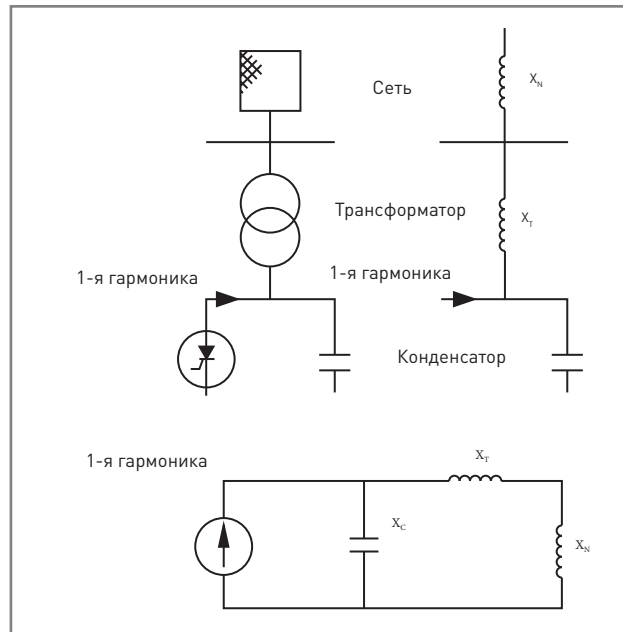 Сеть
X_N
Трансформатор
X_T
1-я гармоника
1-я гармоника
Конденсатор
1-я гармоника
X_T
X_C
X_N